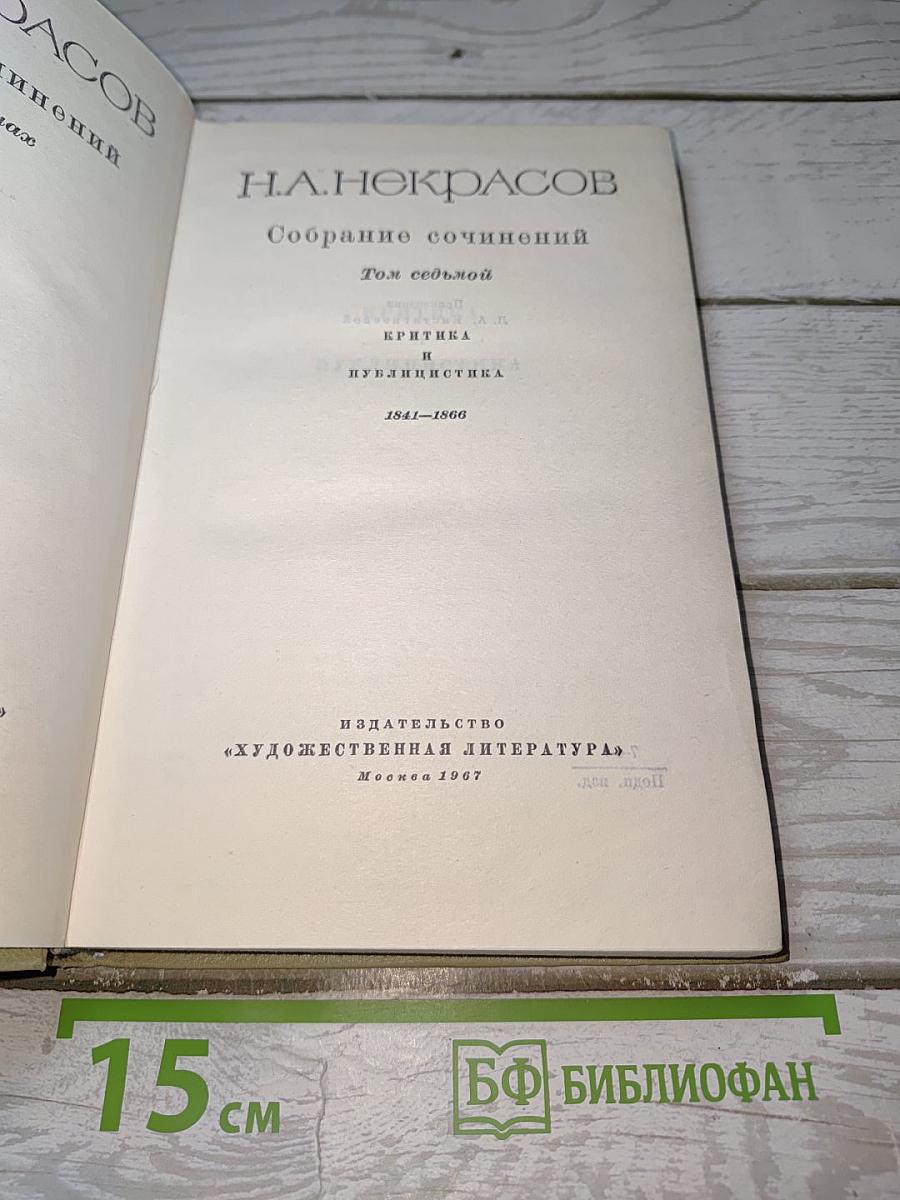 Н.А.НЕКРАСОВ
Собрание сочинений
Том седьмой
КРИТИКА
И
ПУБЛИЦИСТИКА
1841—1866
ИЗДАТЕЛЬСТВО
«ХУДОЖЕСТВЕННАЯ ЛИТЕРАТУРА»
Москва 1967
15 см
БФ БИБЛИОФАН